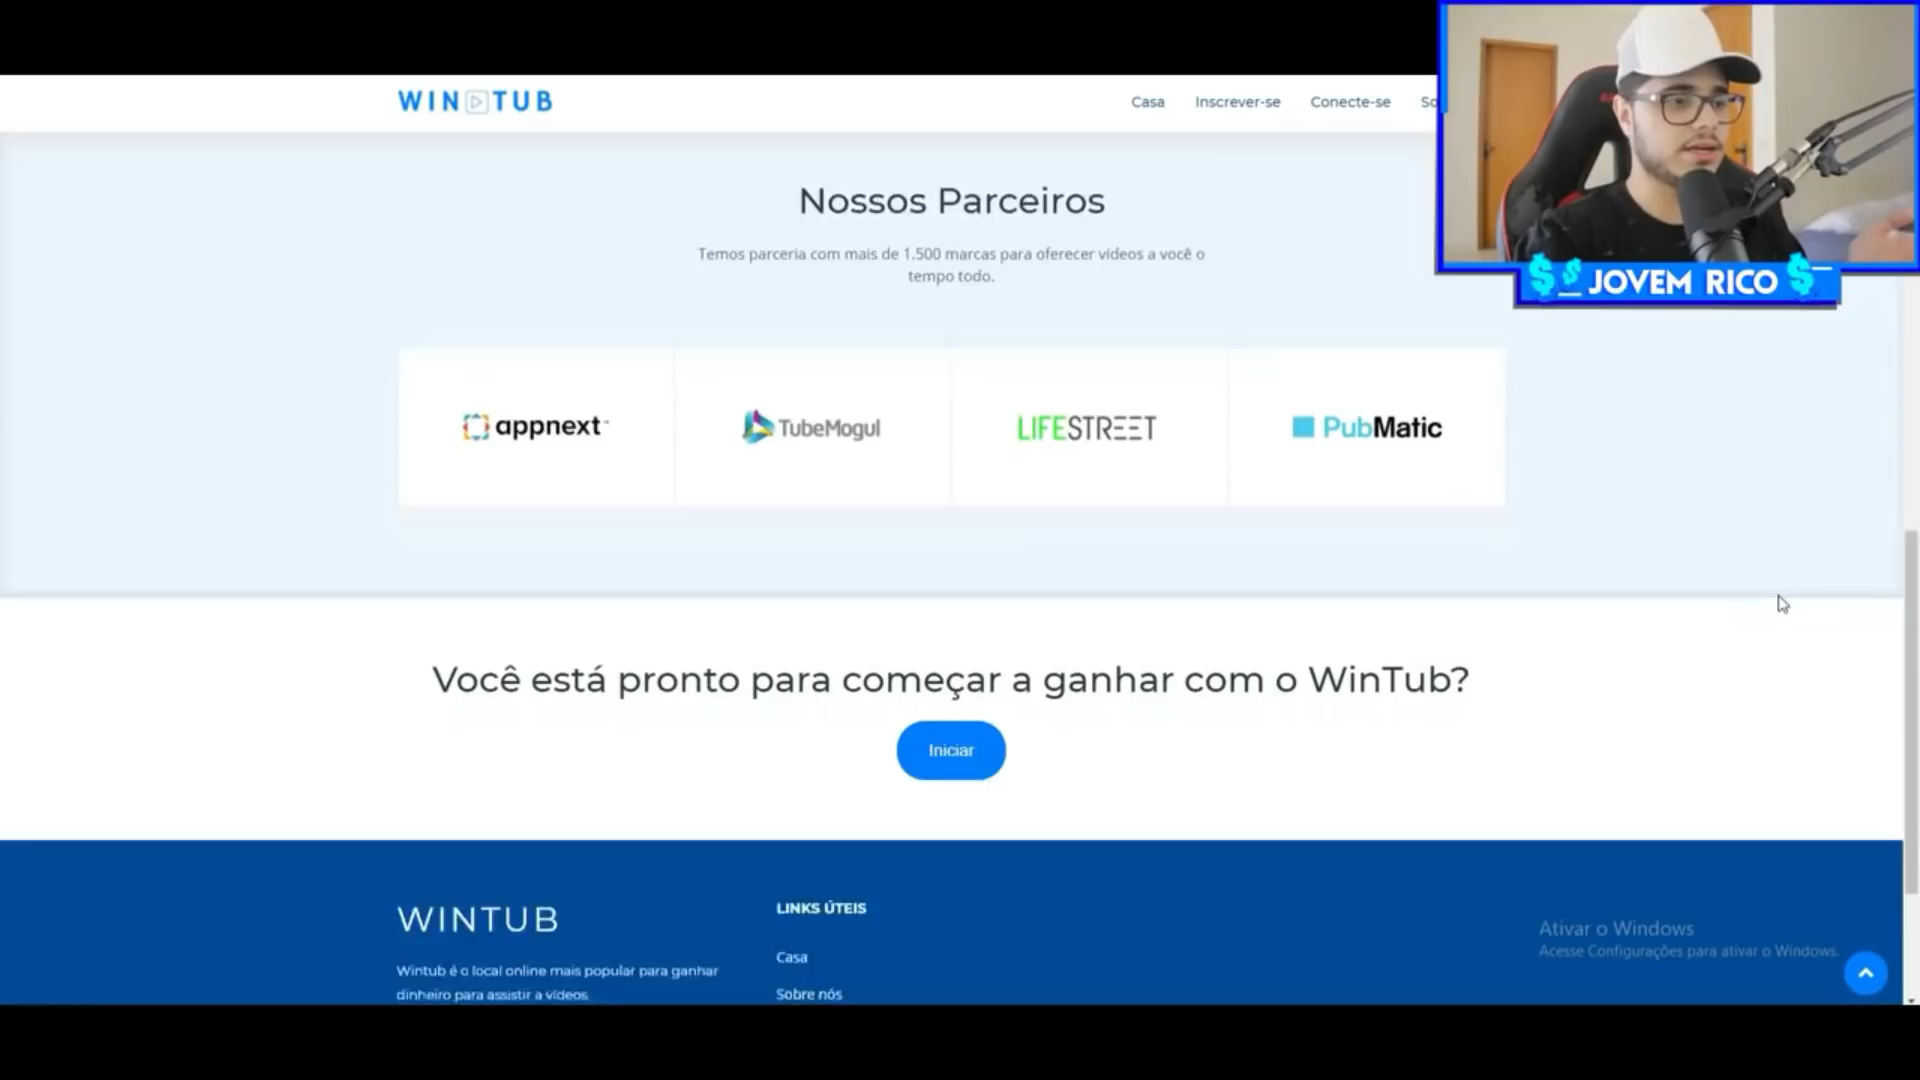 WIN TUB
Casa
Inscrever-se
Conecte-se
So
$ $ JOVEM RICO $
Nossos Parceiros
Temos parceria com mais de 1.500 marcas para oferecer vídeos a você o
tempo todo.
appnext
TubeMogul
LIFESTREET
PubMatic
Você está pronto para começar a ganhar com o WinTub?
Iniciar
WINTUB
Wintub é o local online mais popular para ganhar
dinheiro para assistir a vídeos.
LINKS ÚTEIS
Casa
Sobre nós
Ativar o Windows
Acesse Configurações para ativar o Windows.